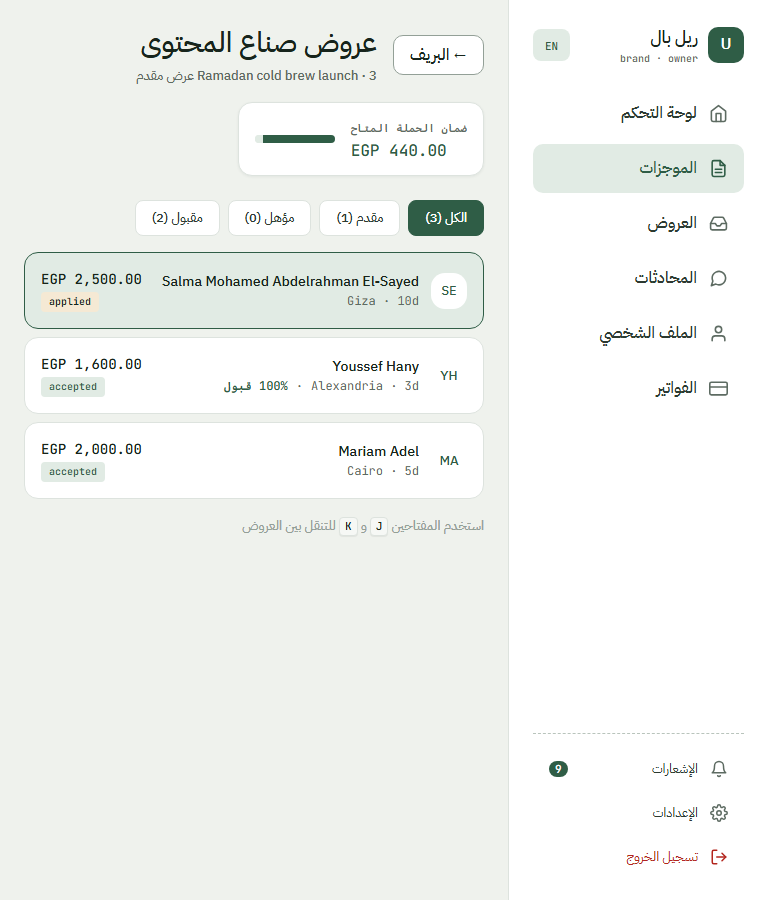 U
ريل بال
brand · owner
EN
لوحة التحكم
الموجزات
العروض
المحادثات
الملف الشخصي
الفواتير
الإشعارات
9
الإعدادات
تسجيل الخروج
← البريف
عروض صناع المحتوى
Ramadan cold brew launch · 3 عرض مقدم
ضمان الحملة المتاح
EGP 440.00
الكل (3)
مقدم (1)
مؤهل (0)
مقبول (2)
SE
Salma Mohamed Abdelrahman El-Sayed
Giza · 10d
EGP 2,500.00
applied
YH
Youssef Hany
Alexandria · 3d · 100% قبول
EGP 1,600.00
accepted
MA
Mariam Adel
Cairo · 5d
EGP 2,000.00
accepted
استخدم المفتاحين J و K للتنقل بين العروض